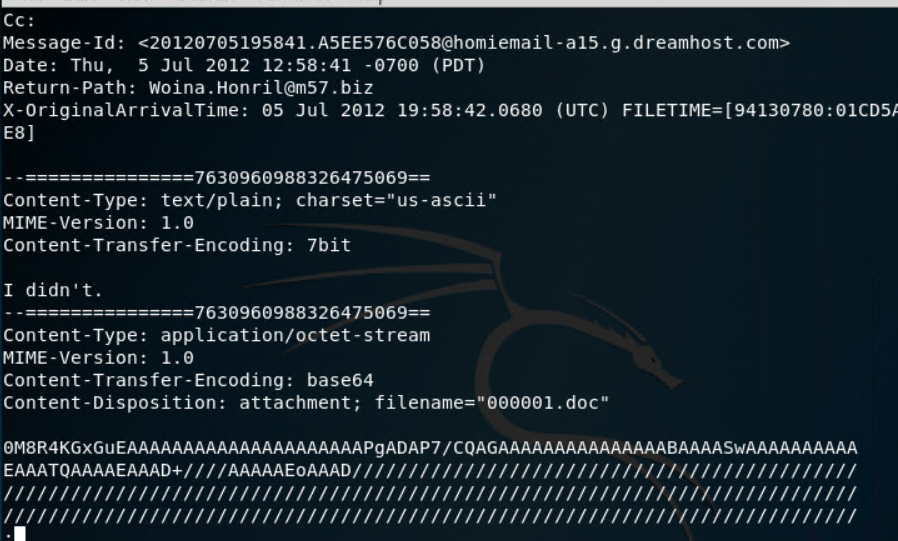 Cc:
Message-Id: <20120705195841.A5EE576C058@homiemail-a15.g.dreamhost.com>
Date: Thu,  5 Jul 2012 12:58:41 -0700 (PDT)
Return-Path: Woina.Honril@m57.biz
X-OriginalArrivalTime: 05 Jul 2012 19:58:42.0680 (UTC) FILETIME=[94130780:01CD5A
E8]

--===============7630960988326475069==
Content-Type: text/plain; charset="us-ascii"
MIME-Version: 1.0
Content-Transfer-Encoding: 7bit

I didn't.
--===============7630960988326475069==
Content-Type: application/octet-stream
MIME-Version: 1.0
Content-Transfer-Encoding: base64
Content-Disposition: attachment; filename="000001.doc"

0M8R4KGxGuEAAAAAAAAAAAAAAAAAAAAAPgADAP7/CQAGAAAAAAAAAAAAAAABAAAASwAAAAAAAAAA
EAAATQAAAAEAAAD+////AAAAAEoAAAD/////////////////////////////////////////////
////////////////////////////////////////////////////////////////////////////
////////////////////////////////////////////////////////////////////////////
: